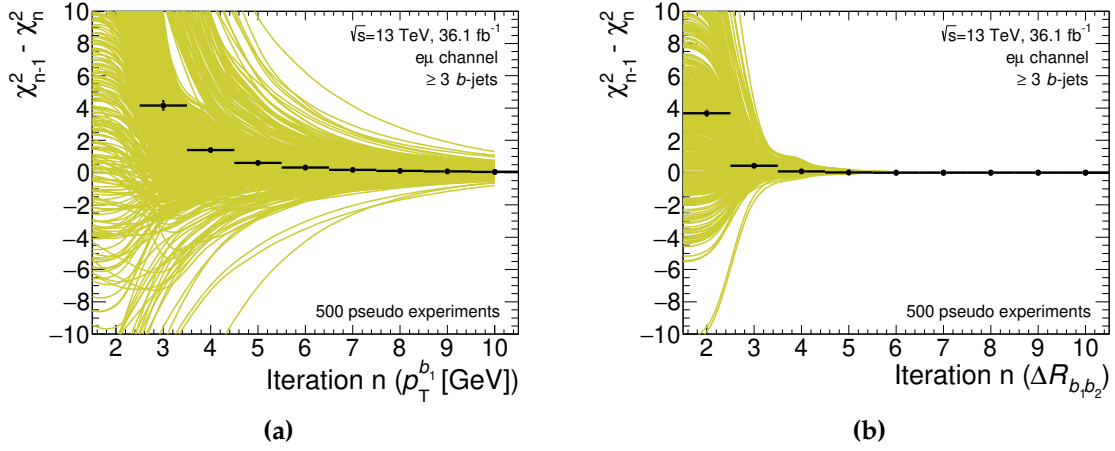 χ²ₙ₋₁ - χ²ₙ
10
8
6
4
2
0
−2
−4
−6
−8
−10
√s=13 TeV, 36.1 fb⁻¹
eμ channel
≥ 3 b-jets
500 pseudo experiments
2 3 4 5 6 7 8 9 10
Iteration n (p_T^{b₁} [GeV])
(a)
χ²ₙ₋₁ - χ²ₙ
10
8
6
4
2
0
−2
−4
−6
−8
−10
√s=13 TeV, 36.1 fb⁻¹
eμ channel
≥ 3 b-jets
500 pseudo experiments
2 3 4 5 6 7 8 9 10
Iteration n (ΔR_{b₁b₂})
(b)